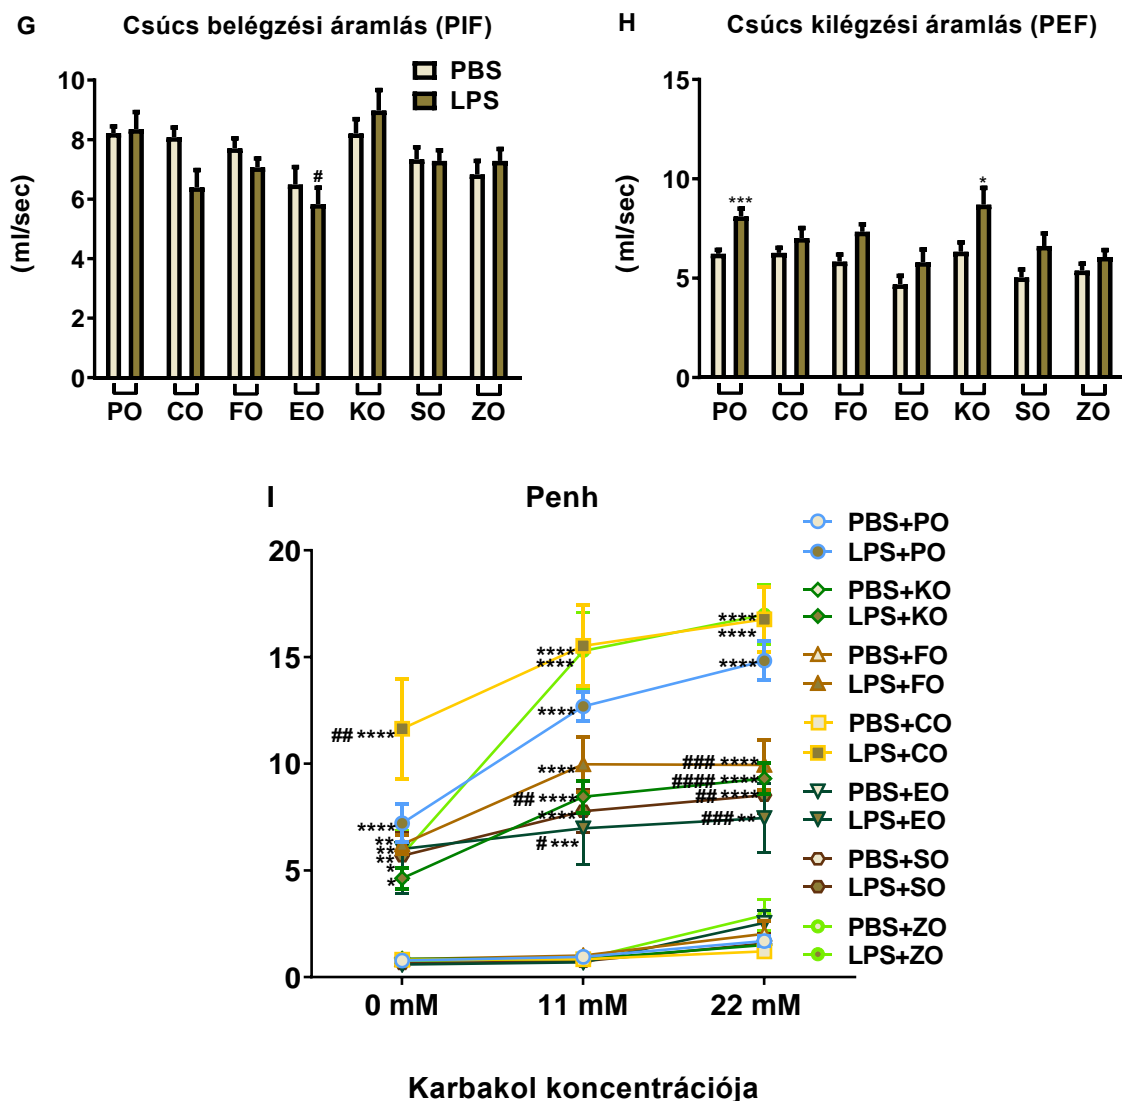 G Csúcs belégzési áramlás (PIF)
(ml/sec)
10
8
6
4
2
0
PBS
LPS
#
PO CO FO EO KO SO ZO
H Csúcs kilégzési áramlás (PEF)
(ml/sec)
15
10
5
0
***
*
PO CO FO EO KO SO ZO
I Penh
20
15
10
5
0
## ****
****
**
**
**
*
*
****
****
****
****
## ****
****
# ***
****
****
****
### ****
#### ****
## ****
### **
0 mM 11 mM 22 mM
Karbakol koncentrációja
PBS+PO
LPS+PO
PBS+KO
LPS+KO
PBS+FO
LPS+FO
PBS+CO
LPS+CO
PBS+EO
LPS+EO
PBS+SO
LPS+SO
PBS+ZO
LPS+ZO